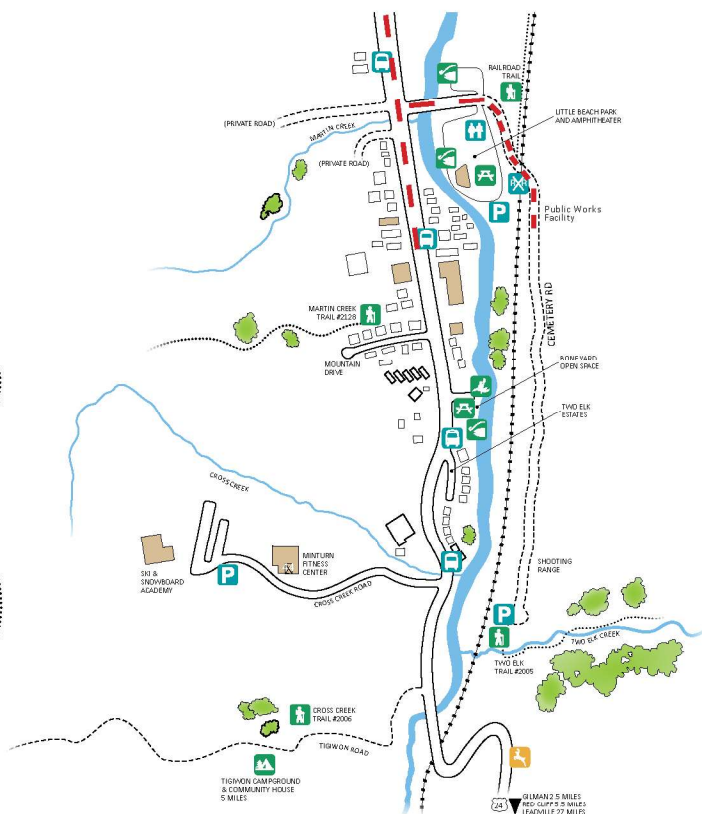 RAILROAD
TRAIL
LITTLE BEACH PARK
AND AMPHITHEATER
(PRIVATE ROAD)
MARTIN CREEK
(PRIVATE ROAD)
P
Public Works
Facility
CEMETERY RD
MARTIN CREEK
TRAIL #2128
MOUNTAIN
DRIVE
BONEYARD
OPEN SPACE
TWO ELK
ESTATES
CROSS CREEK
MINTURN
FITNESS
CENTER
SKI &
SNOWBOARD
ACADEMY
P
CROSS CREEK ROAD
SHOOTING
RANGE
P
TWO ELK CREEK
TWO ELK
TRAIL #2005
CROSS CREEK
TRAIL #2006
TIGIWON ROAD
TIGIWON CAMPGROUND
& COMMUNITY HOUSE
5 MILES
24
GILMAN 2.5 MILES
RED CLIFF 9.5 MILES
LEADVILLE 27 MILES